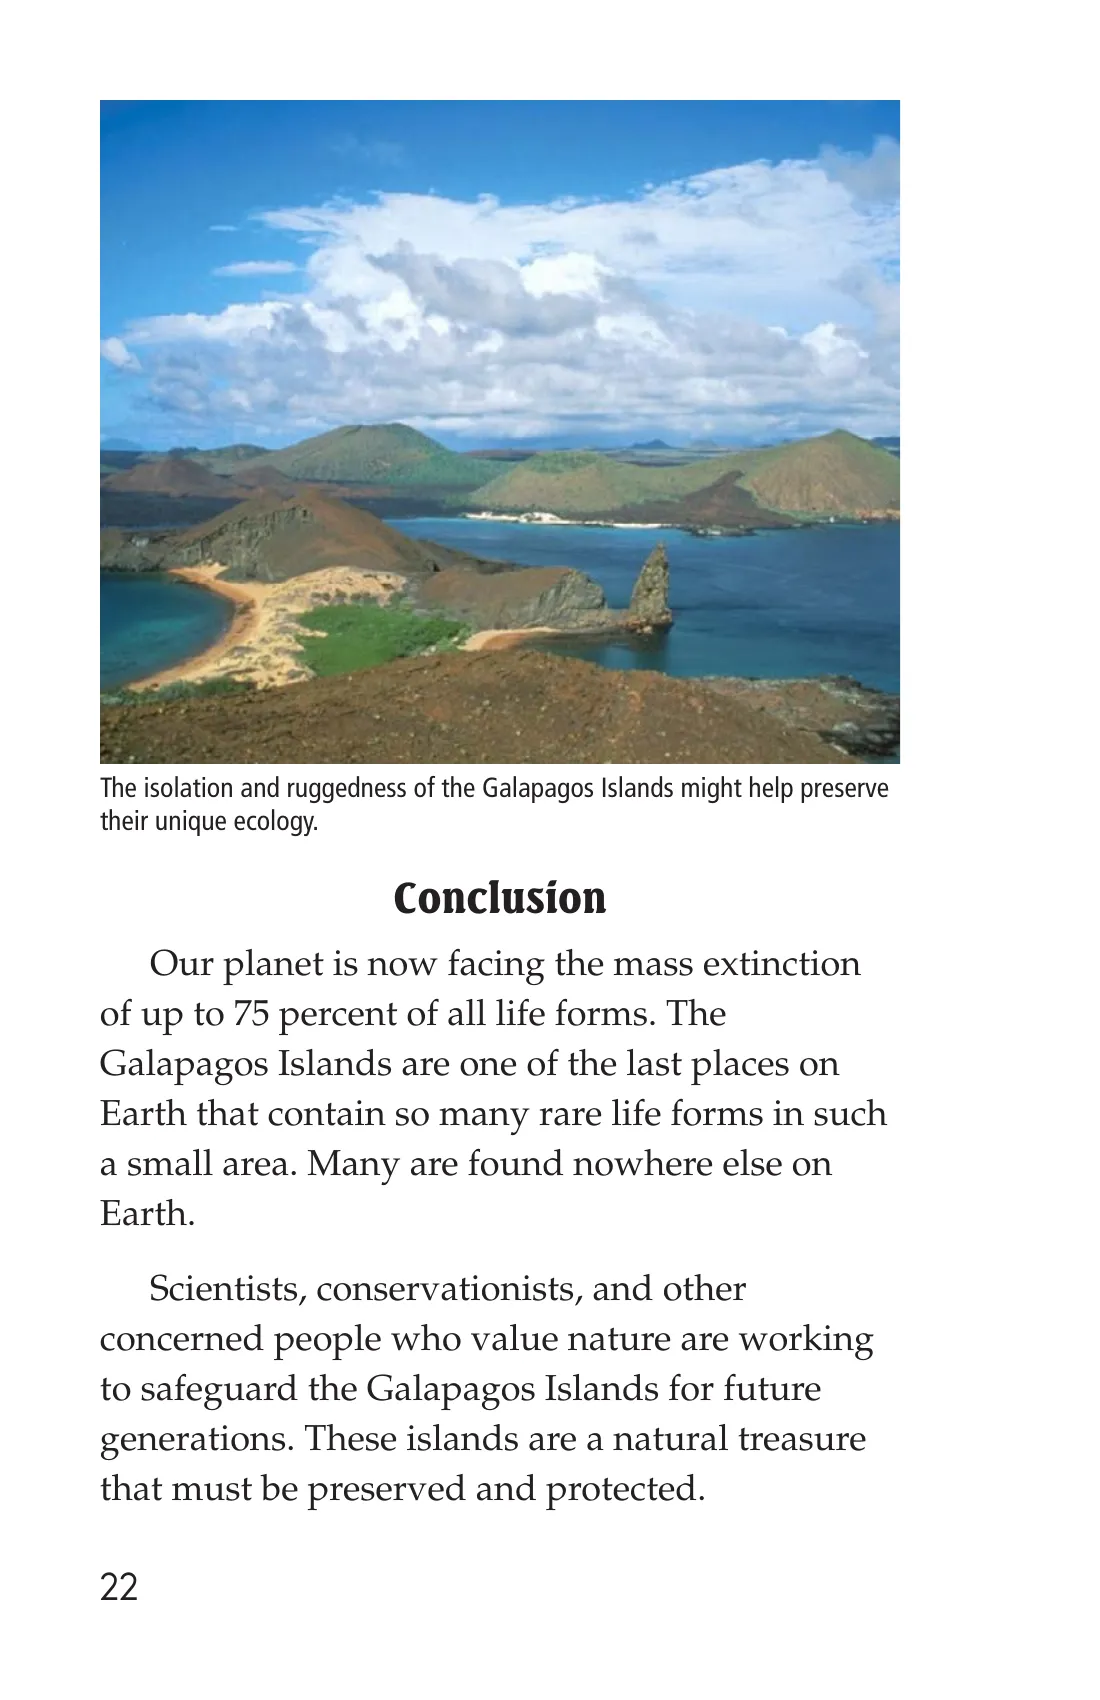 The isolation and ruggedness of the Galapagos Islands might help preserve
their unique ecology.
Conclusion
Our planet is now facing the mass extinction
of up to 75 percent of all life forms. The
Galapagos Islands are one of the last places on
Earth that contain so many rare life forms in such
a small area. Many are found nowhere else on
Earth.
Scientists, conservationists, and other
concerned people who value nature are working
to safeguard the Galapagos Islands for future
generations. These islands are a natural treasure
that must be preserved and protected.
22